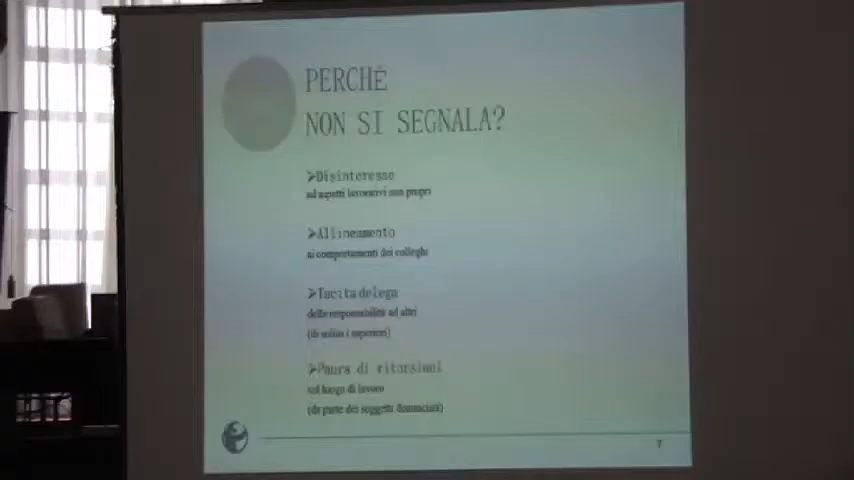 PERCHÉ
NON SI SEGNALA?
➢Disinteresse
ad aspetti lavorativi non propri
➢Allineamento
ai comportamenti dei colleghi
➢Tacita delega
delle responsabilità ad altri
(di solito i superiori)
➢Paura di ritorsioni
sul luogo di lavoro
(da parte dei soggetti denunciati)
7